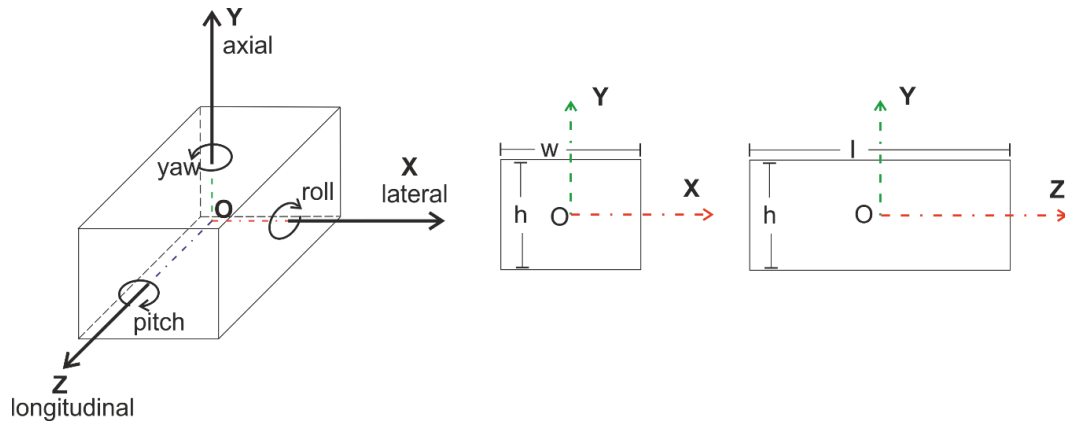 Y
axial
yaw
X
lateral
roll
O
pitch
Z
longitudinal
Y
w
X
h
O
Y
l
Z
h
O